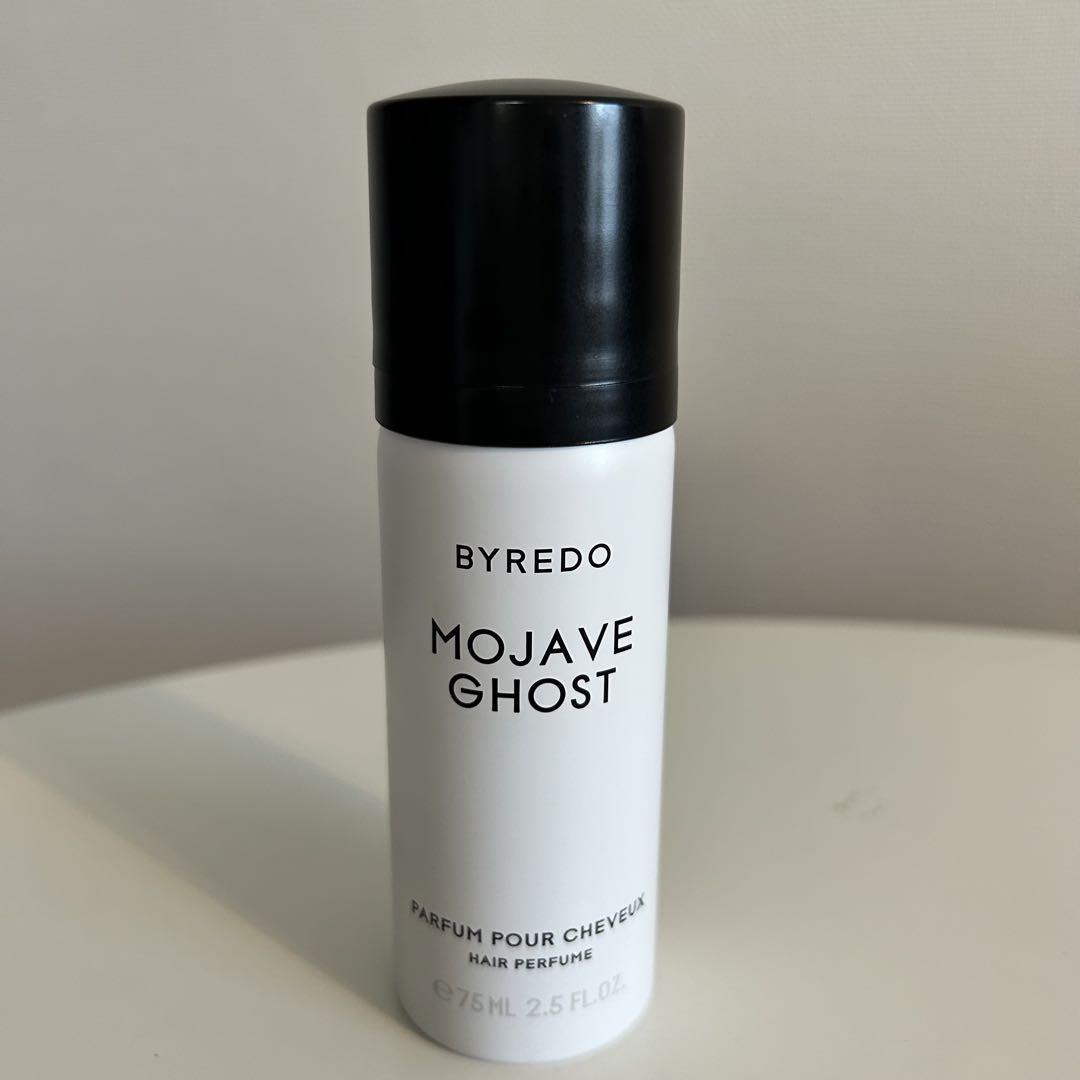 BYREDO
MOJAVE
GHOST
PARFUM POUR CHEVEUX
HAIR PERFUME
℮75ML 2.5 FL.OZ.